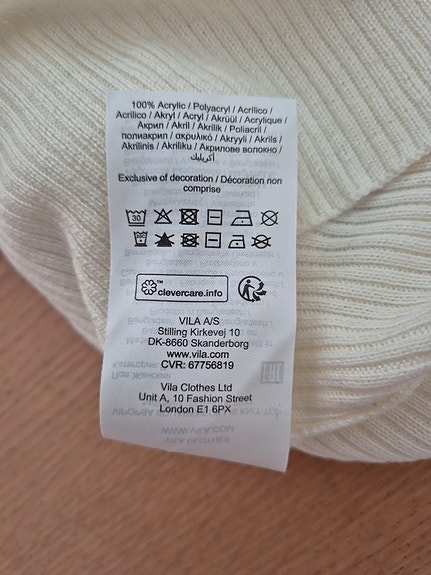 100% Acrylic / Polyacryl / Acrílico /
Acrilico / Akryl / Acryl / Akrüül / Acrylique /
Акрил / Akril / Akrilik / Poliacril /
полиакрил / ακρυλικό / Akryyli / Akrils /
Akrilinis / Akriliku / Акрилове волокно /
أكريليك
Exclusive of decoration / Décoration non
comprise
30
clevercare.info
TM
VILA A/S
Stilling Kirkevej 10
DK-8660 Skanderborg
www.vila.com
CVR: 67756819
Vila Clothes Ltd
Unit A, 10 Fashion Street
London E1 6PX